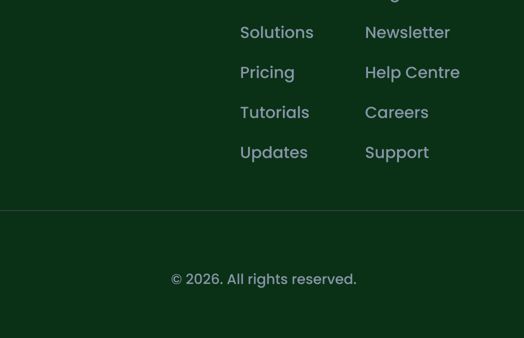 Solutions
Newsletter
Pricing
Help Centre
Tutorials
Careers
Updates
Support
© 2026. All rights reserved.